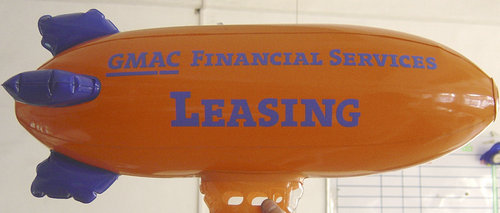 GMAC FINANCIAL SERVICES
LEASING